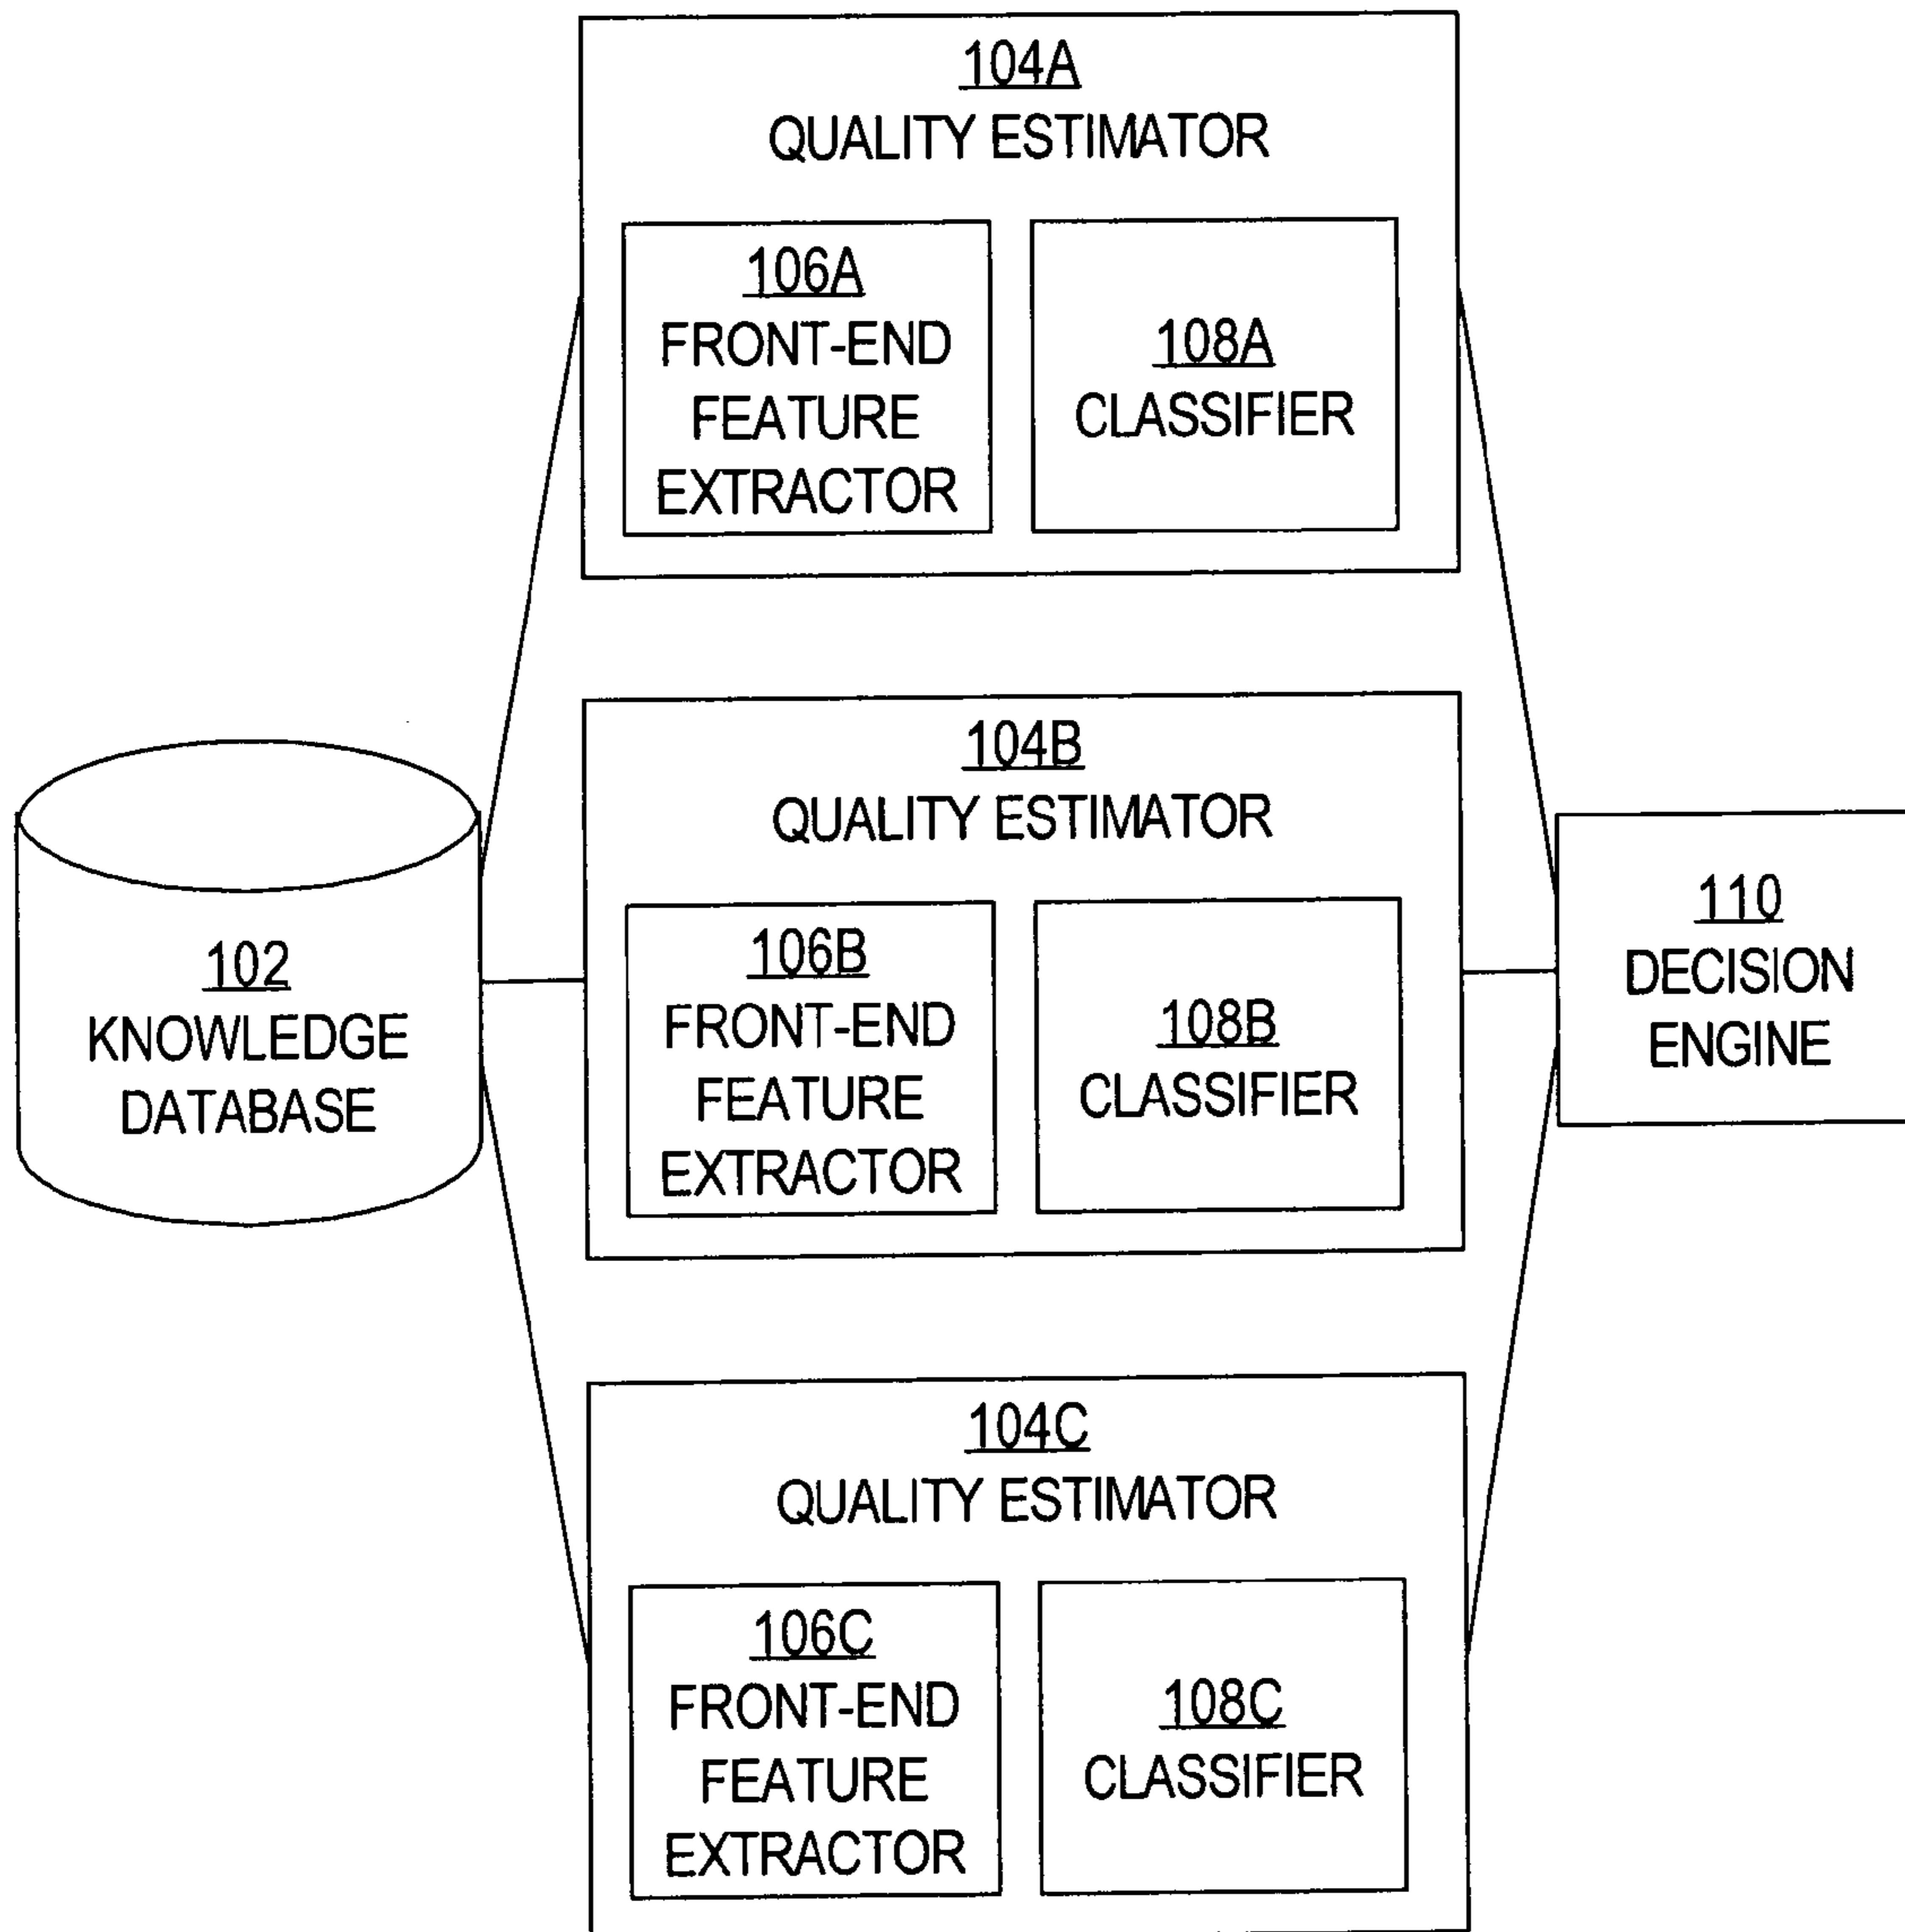 104A
QUALITY ESTIMATOR
106A
FRONT-END
FEATURE
EXTRACTOR
108A
CLASSIFIER
102
KNOWLEDGE
DATABASE
104B
QUALITY ESTIMATOR
106B
FRONT-END
FEATURE
EXTRACTOR
108B
CLASSIFIER
110
DECISION
ENGINE
104C
QUALITY ESTIMATOR
106C
FRONT-END
FEATURE
EXTRACTOR
108C
CLASSIFIER